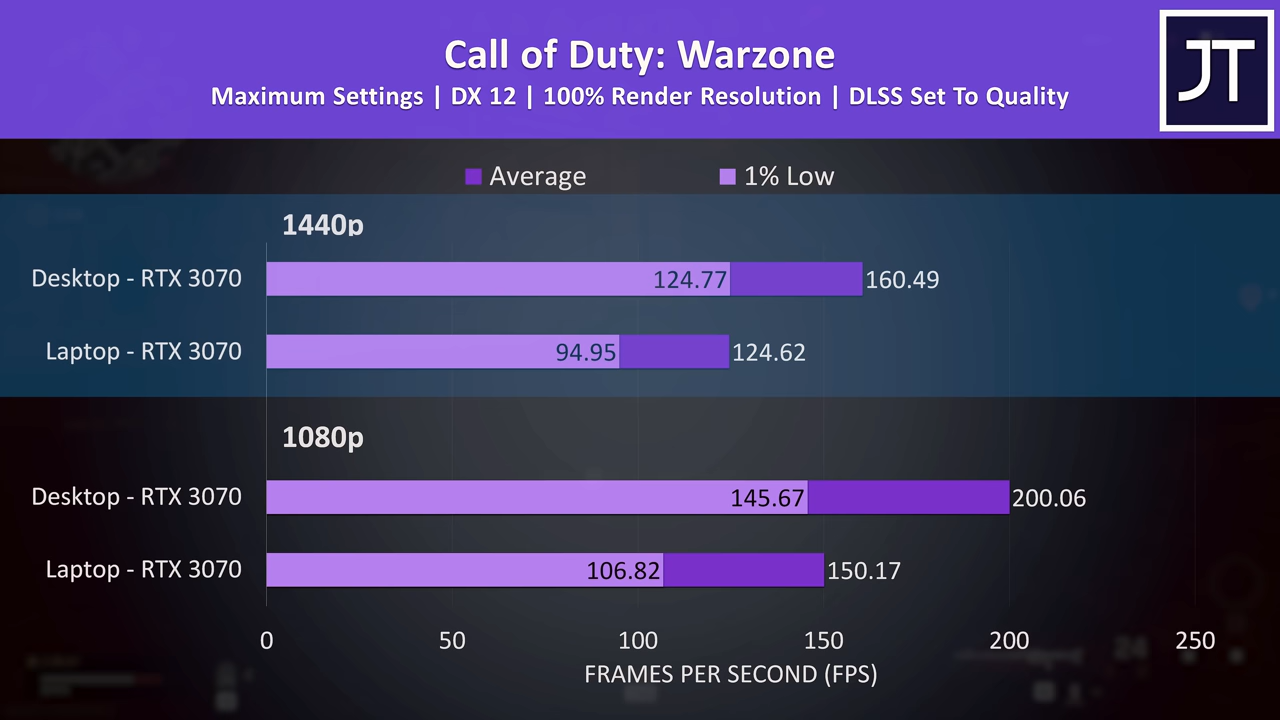 Call of Duty: Warzone
Maximum Settings | DX 12 | 100% Render Resolution | DLSS Set To Quality
JT
Average
1% Low
1440p
Desktop - RTX 3070
124.77
160.49
Laptop - RTX 3070
94.95
124.62
1080p
Desktop - RTX 3070
145.67
200.06
Laptop - RTX 3070
106.82
150.17
0 50 100 150 200 250
FRAMES PER SECOND (FPS)
24